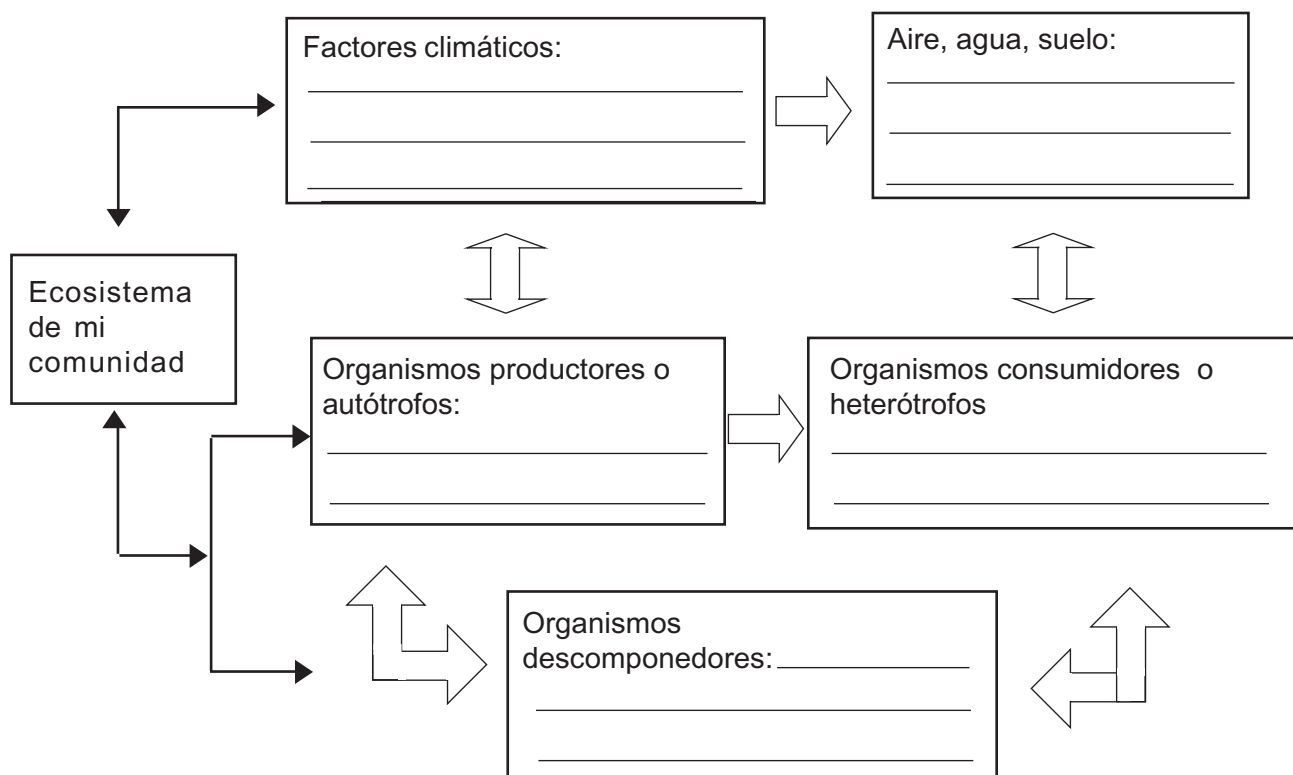 Factores climáticos:
Aire, agua, suelo:
Ecosistema
de mi
comunidad
Organismos productores o
autótrofos:
Organismos consumidores o
heterótrofos
Organismos
descomponedores: